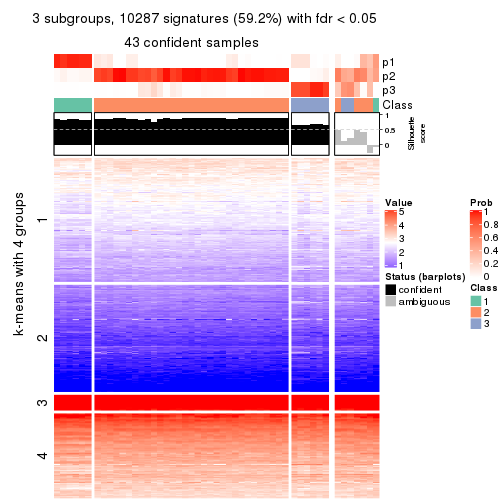 3 subgroups, 10287 signatures (59.2%) with fdr < 0.05
43 confident samples
p1
p2
p3
Class
1
0.5
0
Silhouette
score
k-means with 4 groups
1
2
3
4
Value
5
4
3
2
1
Status (barplots)
confident
ambiguous
Prob
1
0.8
0.6
0.4
0.2
0
Class
1
2
3